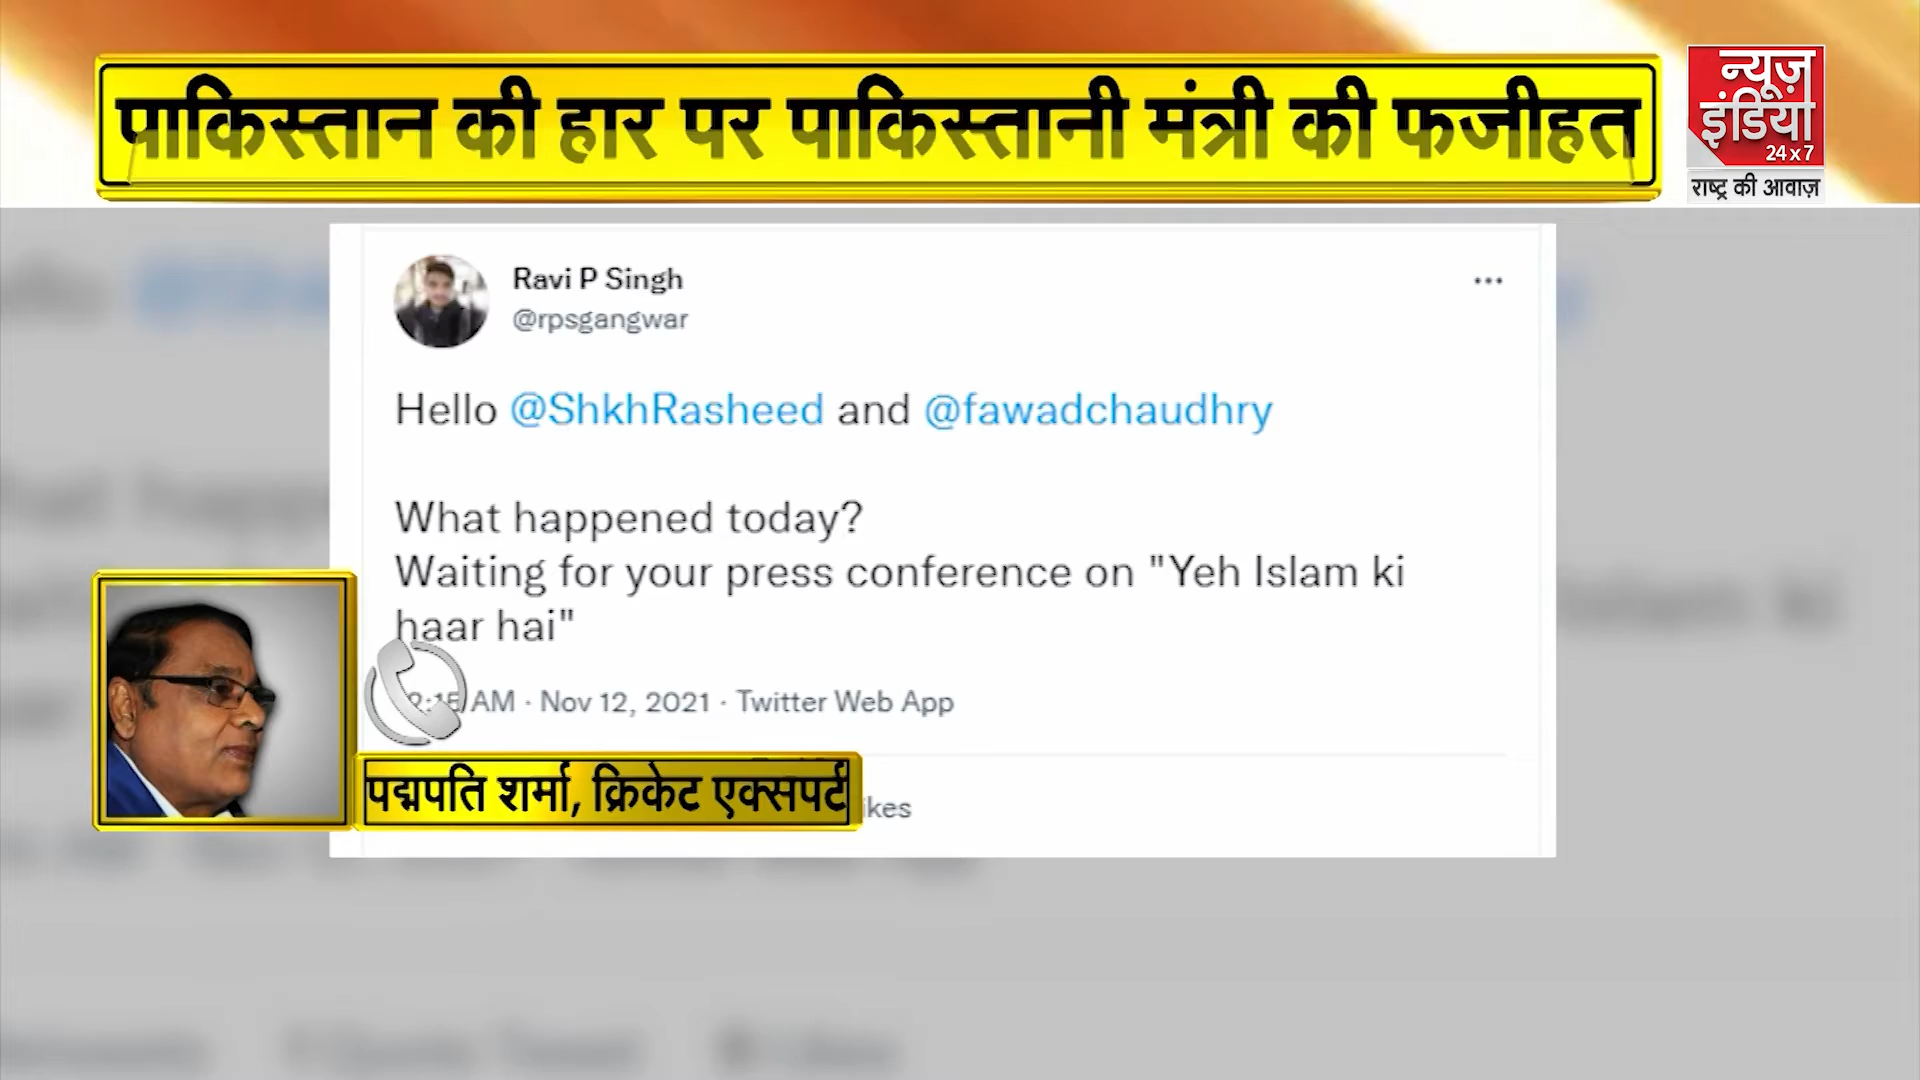 पाकिस्तान की हार पर पाकिस्तानी मंत्री की फजीहत
न्यूज़
इंडिया
24x7
राष्ट्र की आवाज़
Ravi P Singh
@rpsgangwar
Hello @ShkhRasheed and @fawadchaudhry
What happened today?
Waiting for your press conference on "Yeh Islam ki
haar hai"
AM · Nov 12, 2021 · Twitter Web App
पद्मपति शर्मा, क्रिकेट एक्सपर्ट